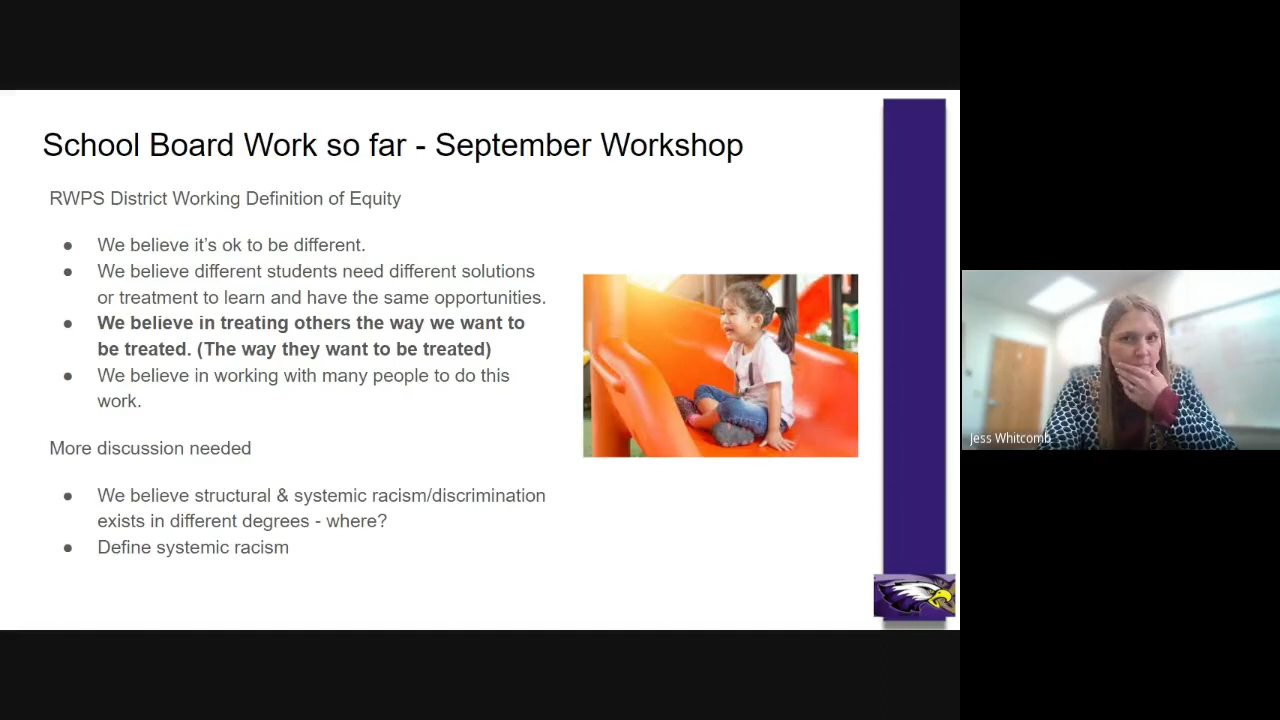 School Board Work so far - September Workshop
RWPS District Working Definition of Equity
● We believe it's ok to be different.
● We believe different students need different solutions
or treatment to learn and have the same opportunities.
● We believe in treating others the way we want to
be treated. (The way they want to be treated)
● We believe in working with many people to do this
work.
More discussion needed
● We believe structural & systemic racism/discrimination
exists in different degrees - where?
● Define systemic racism
Jess Whitcomb